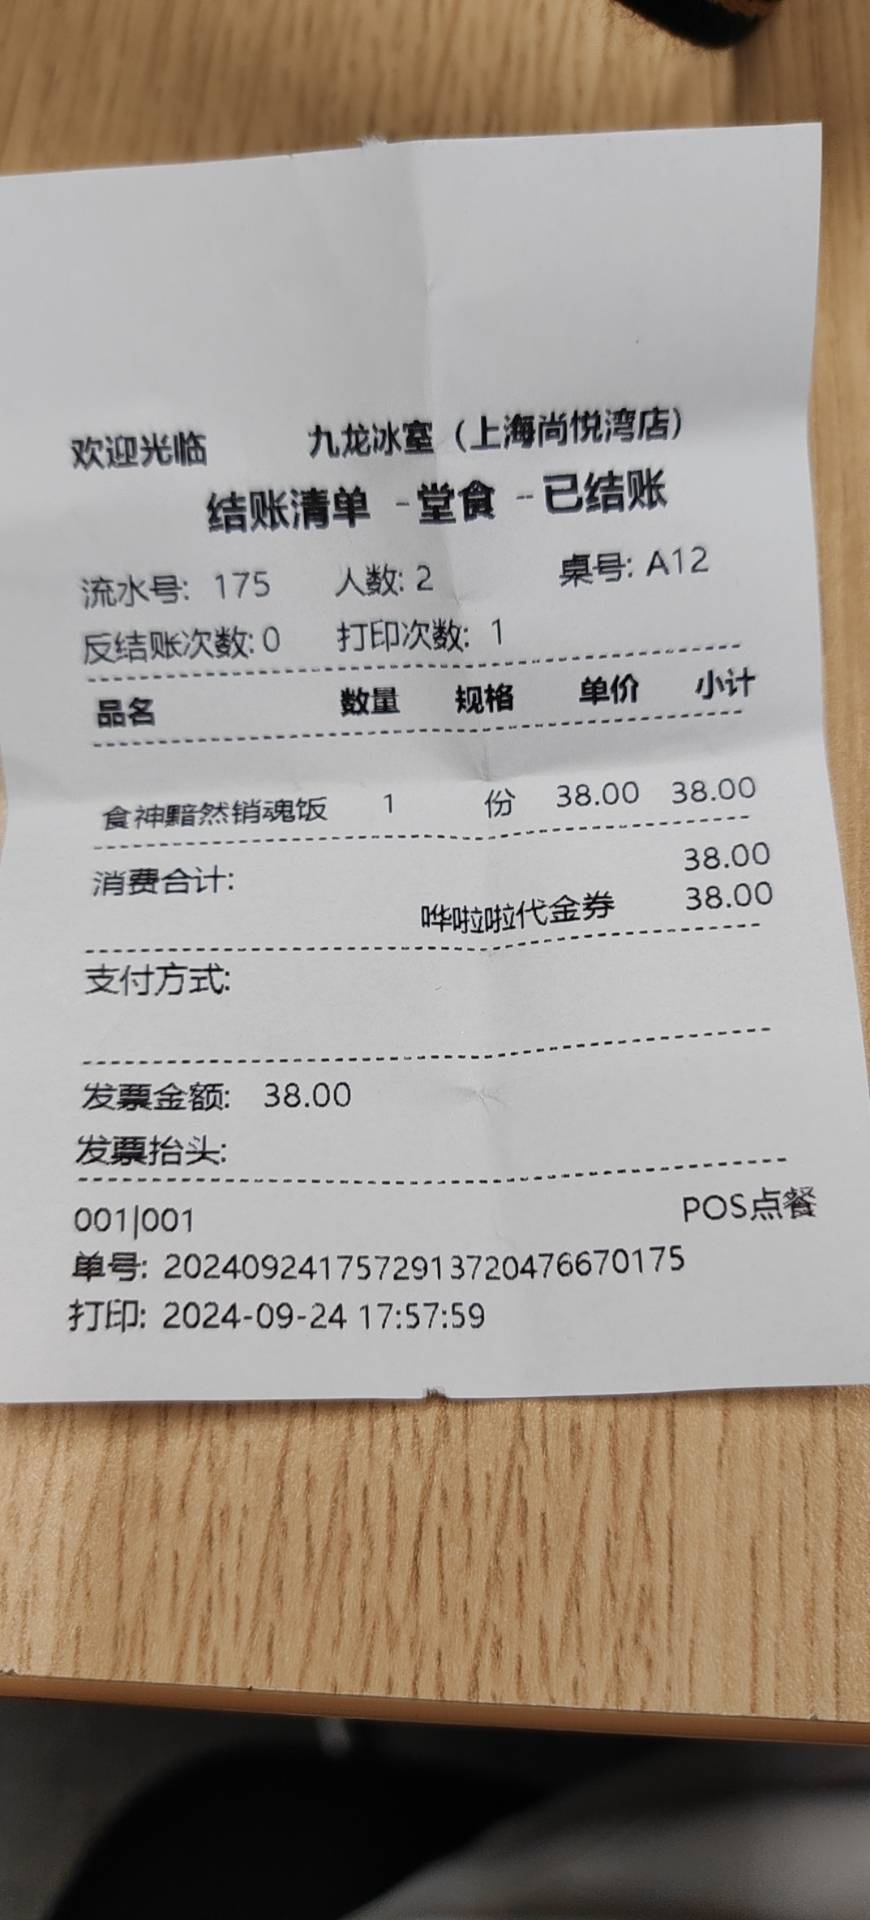 欢迎光临 九龙冰室（上海尚悦湾店）
结账清单 -堂食 --已结账
流水号: 175 人数: 2 桌号: A12
反结账次数: 0 打印次数: 1
品名 数量 规格 单价 小计
食神黯然销魂饭 1 份 38.00 38.00
消费合计: 38.00
哗啦啦代金券 38.00
支付方式:
发票金额: 38.00
发票抬头:
001|001 POS点餐
单号: 2024092417572913720476670175
打印: 2024-09-24 17:57:59